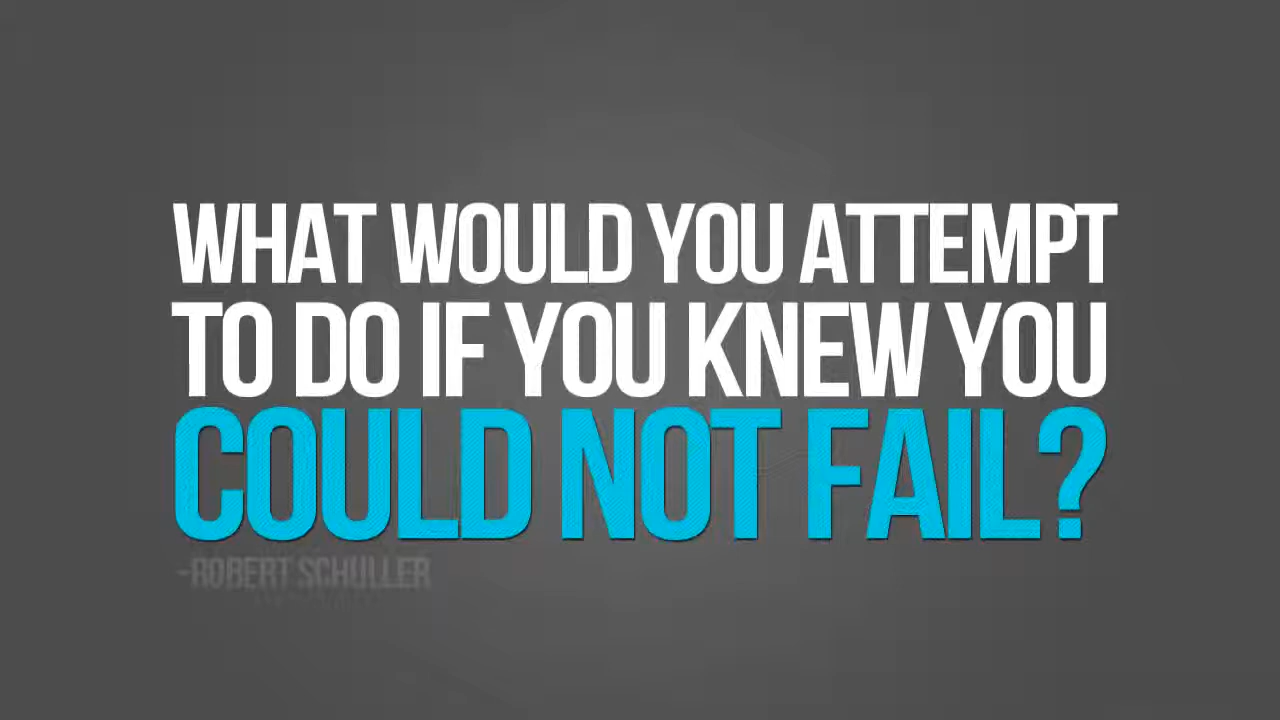 WHAT WOULD YOU ATTEMPT
TO DO IF YOU KNEW YOU
COULD NOT FAIL?
-ROBERT SCHULLER